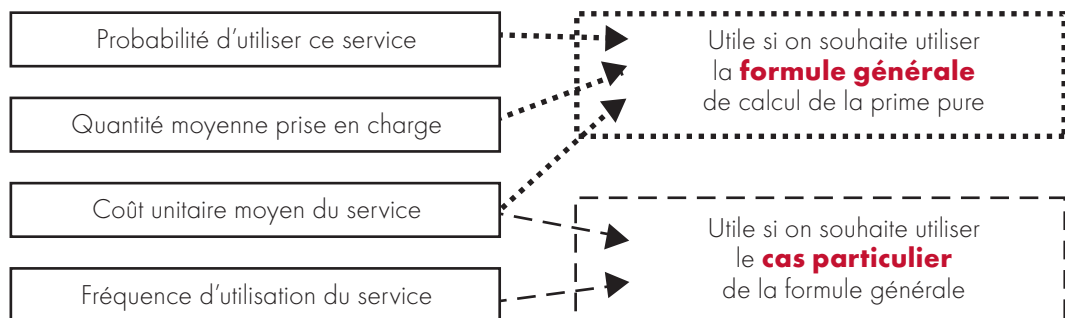 Probabilité d'utiliser ce service
Quantité moyenne prise en charge
Coût unitaire moyen du service
Fréquence d'utilisation du service
Utile si on souhaite utiliser
la formule générale
de calcul de la prime pure
Utile si on souhaite utiliser
le cas particulier
de la formule générale